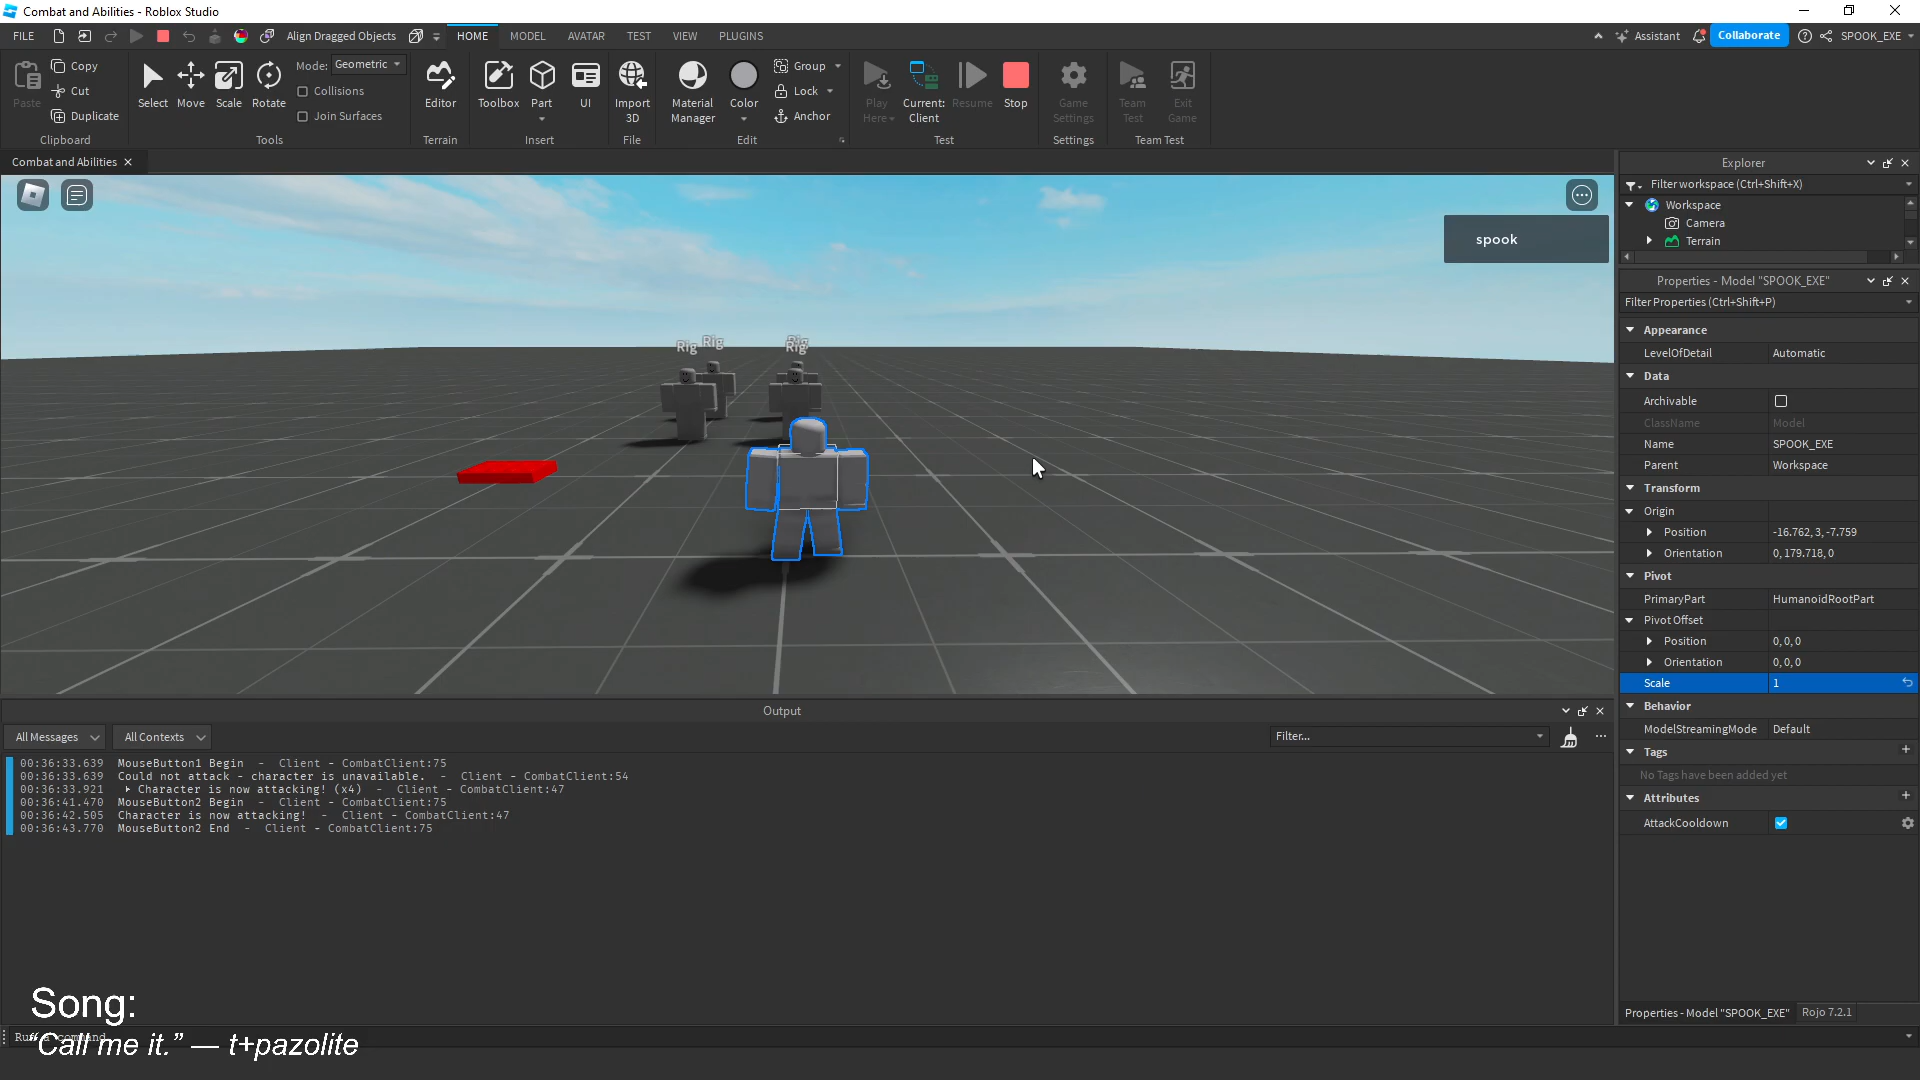 Combat and Abilities - Roblox Studio
FILE
Align Dragged Objects
HOME
MODEL
AVATAR
TEST
VIEW
PLUGINS
Assistant
Collaborate
SPOOK_EXE
Paste
Copy
Cut
Duplicate
Clipboard
Select
Move
Scale
Rotate
Mode:
Geometric
Collisions
Join Surfaces
Tools
Editor
Terrain
Toolbox
Part
UI
Insert
Import
3D
File
Material
Manager
Color
Group
Lock
Anchor
Edit
Play
Here
Current:
Client
Resume
Stop
Test
Game
Settings
Settings
Team
Test
Exit
Game
Team Test
Combat and Abilities
Explorer
Filter workspace (Ctrl+Shift+X)
Workspace
Camera
Terrain
spook
Rig
Rig
Rig
Properties - Model "SPOOK_EXE"
Filter Properties (Ctrl+Shift+P)
Appearance
LevelOfDetail Automatic
Data
Archivable
ClassName Model
Name SPOOK_EXE
Parent Workspace
Transform
Origin
Position -16.762, 3, -7.759
Orientation 0, 179.718, 0
Pivot
PrimaryPart HumanoidRootPart
Pivot Offset
Position 0, 0, 0
Orientation 0, 0, 0
Scale 1
Behavior
ModelStreamingMode Default
Tags
No Tags have been added yet
Attributes
AttackCooldown
Output
All Messages
All Contexts
Filter...
00:36:33.639 MouseButton1 Begin - Client - CombatClient:75
00:36:33.639 Could not attack - character is unavailable. - Client - CombatClient:54
00:36:33.921 Character is now attacking! (x4) - Client - CombatClient:47
00:36:41.470 MouseButton2 Begin - Client - CombatClient:75
00:36:42.505 Character is now attacking! - Client - CombatClient:47
00:36:43.770 MouseButton2 End - Client - CombatClient:75
Song:
"Call me it." — t+pazolite
Properties - Model "SPOOK_EXE"
Rojo 7.2.1